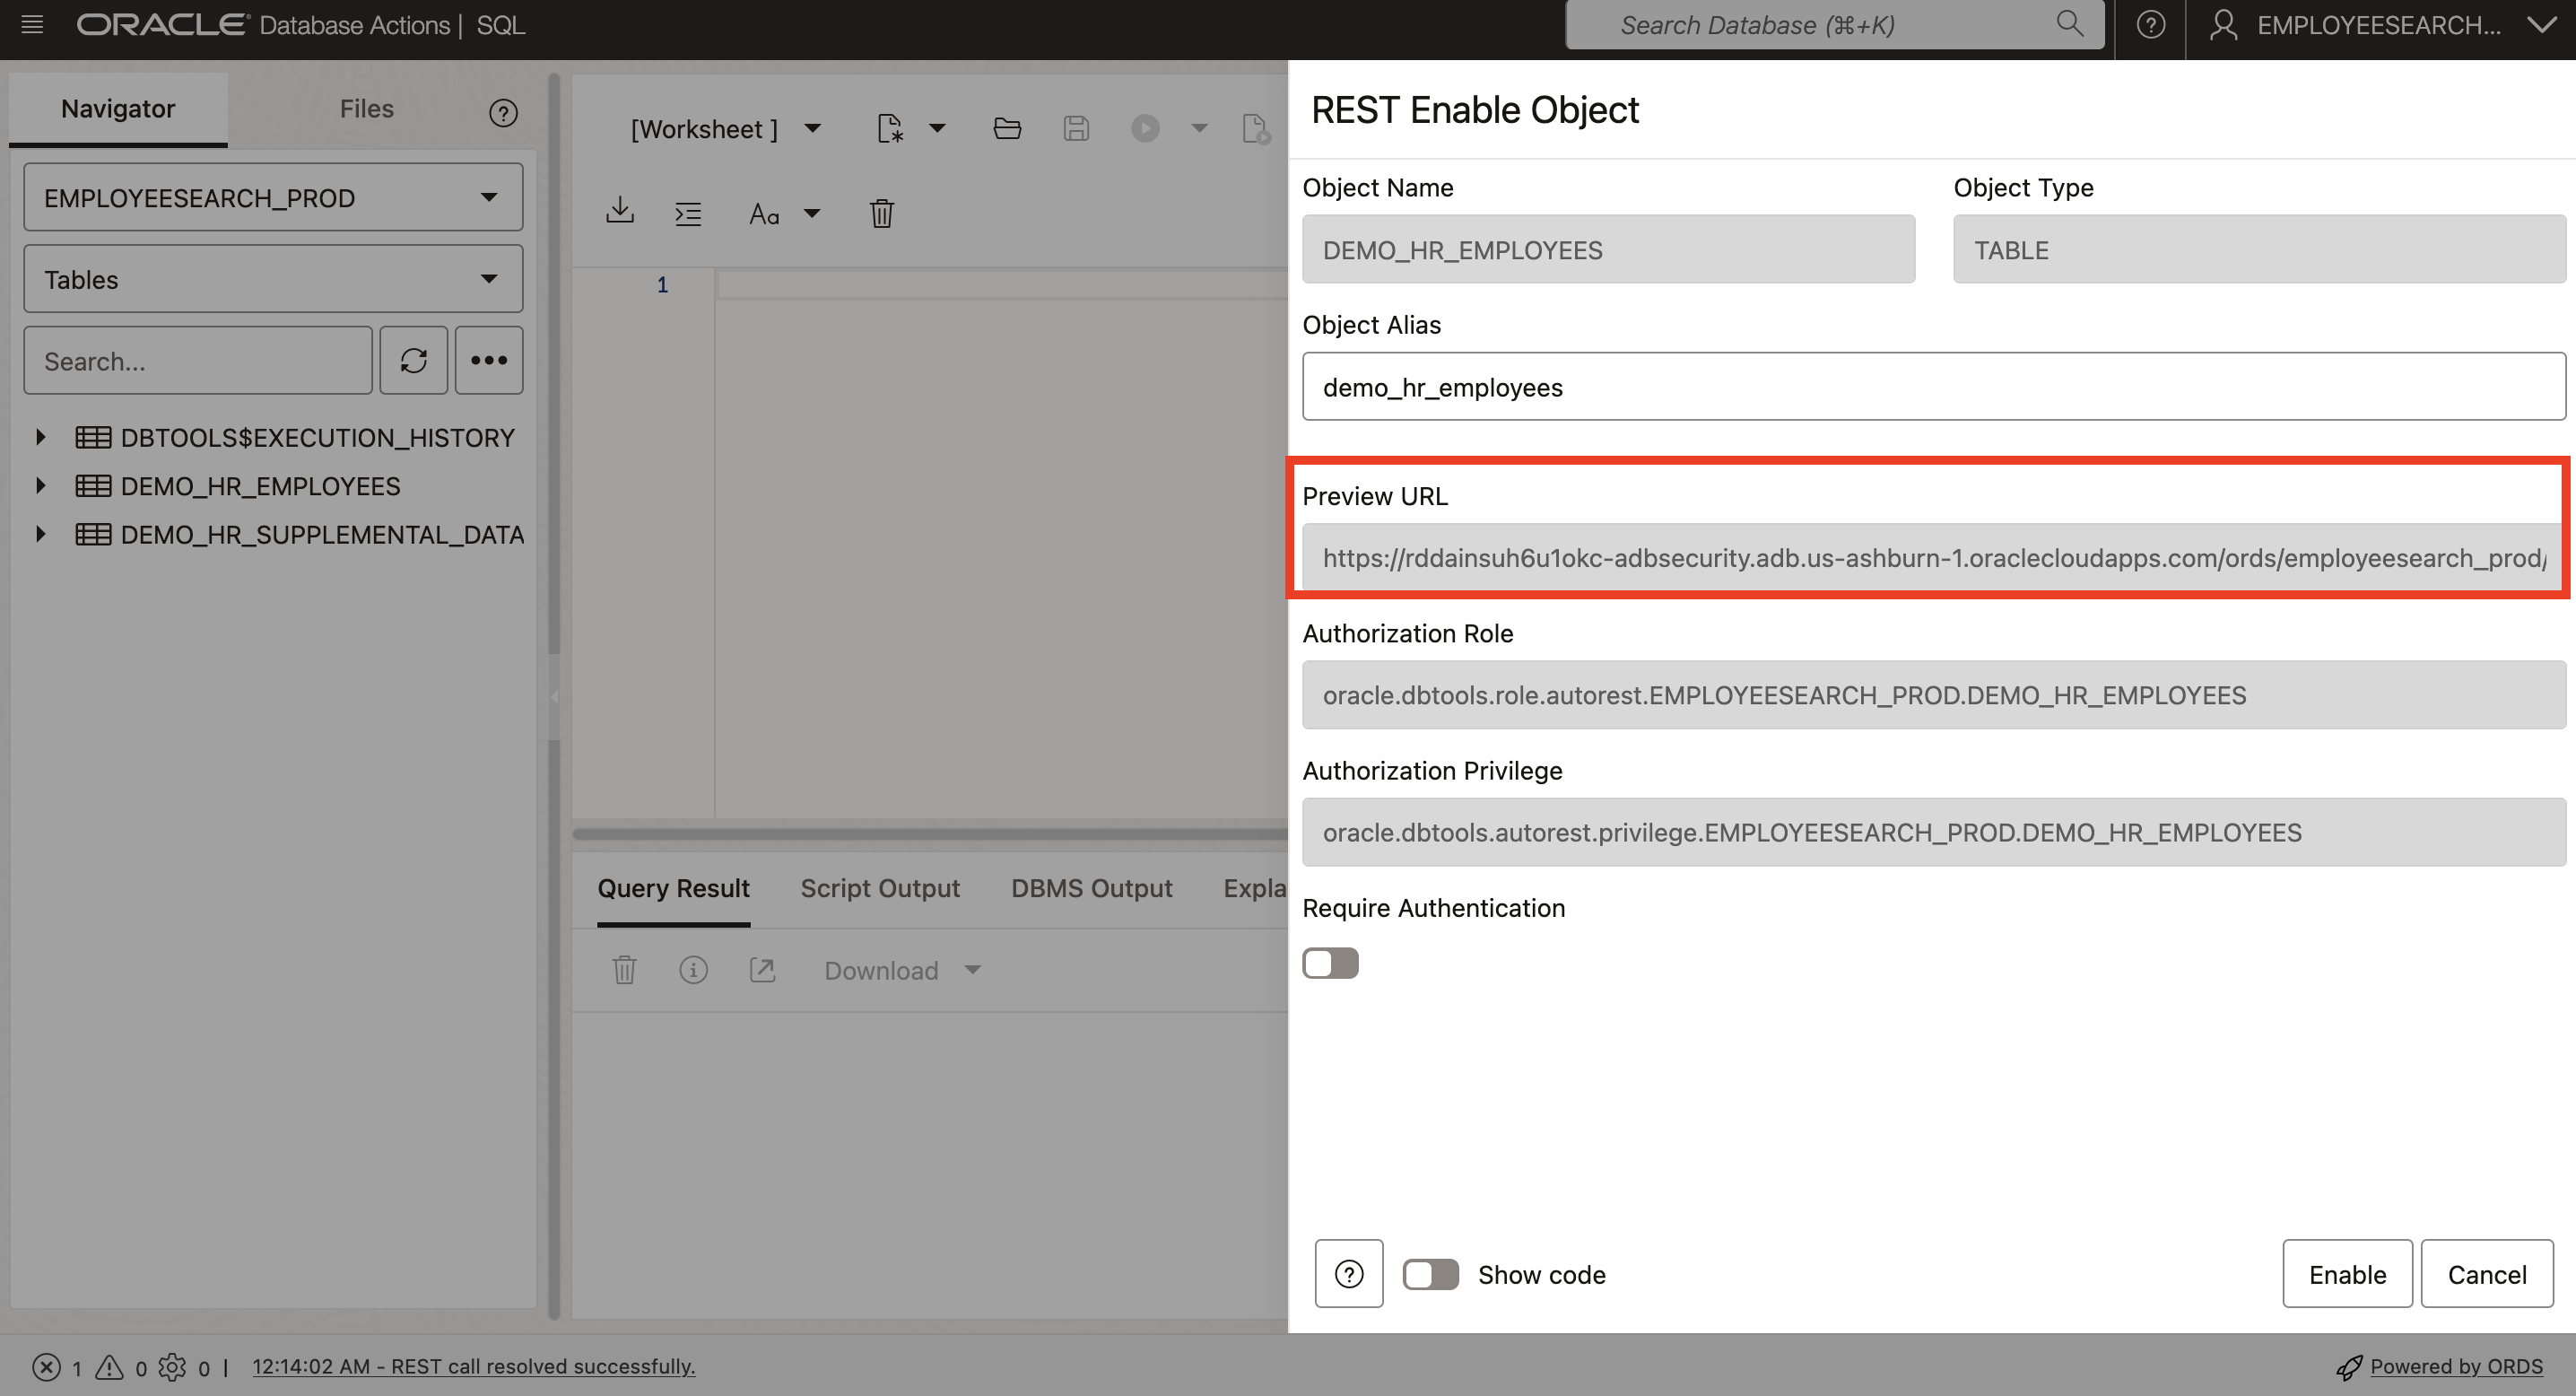 ORACLE Database Actions | SQL
Search Database (⌘+K)
EMPLOYEESEARCH...
Navigator
Files
EMPLOYEESEARCH_PROD
Tables
Search...
DBTOOLS$EXECUTION_HISTORY
DEMO_HR_EMPLOYEES
DEMO_HR_SUPPLEMENTAL_DATA
[Worksheet ]
Aa
1
Query Result
Script Output
DBMS Output
Expla
Download
REST Enable Object
Object Name
Object Type
DEMO_HR_EMPLOYEES
TABLE
Object Alias
demo_hr_employees
Preview URL
https://rddainsuh6u1okc-adbsecurity.adb.us-ashburn-1.oraclecloudapps.com/ords/employeesearch_prod/
Authorization Role
oracle.dbtools.role.autorest.EMPLOYEESEARCH_PROD.DEMO_HR_EMPLOYEES
Authorization Privilege
oracle.dbtools.autorest.privilege.EMPLOYEESEARCH_PROD.DEMO_HR_EMPLOYEES
Require Authentication
Show code
Enable
Cancel
1 0 0 | 12:14:02 AM - REST call resolved successfully.
Powered by ORDS